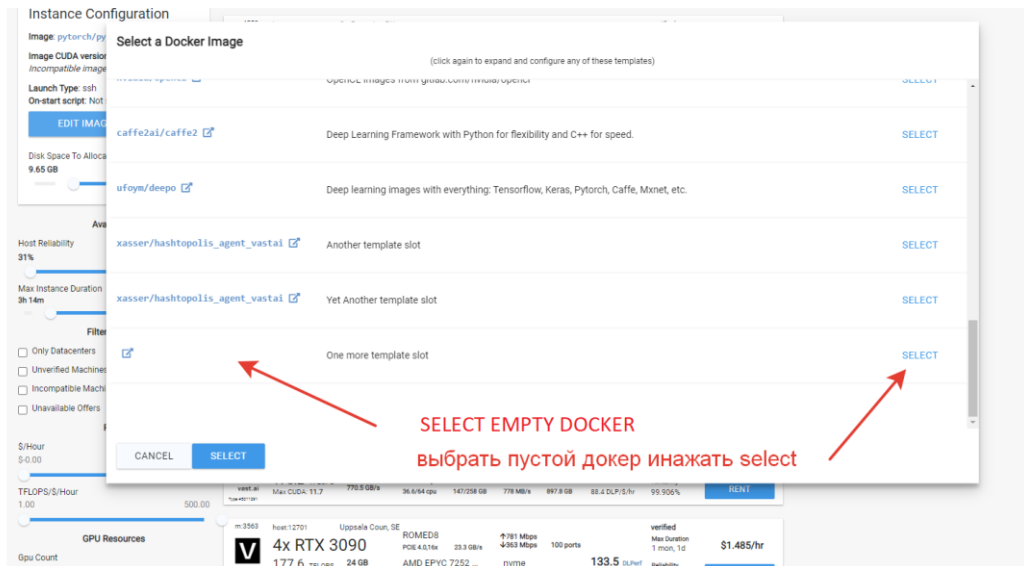 Instance Configuration
Image: pytorch/py
Image CUDA version
Incompatible image
Launch Type: ssh
On-start script: Not
EDIT IMAG
Disk Space To Alloca
9.65 GB
Ava
Host Reliability
31%
Max Instance Duration
3h 14m
Filter
Only Datacenters
Unverified Machines
Incompatible Machi
Unavailable Offers
$/Hour
$-0.00
TFLOPS/$/Hour
1.00 500.00
GPU Resources
Gpu Count
Select a Docker Image
(click again to expand and configure any of these templates)
OpenCL images from gitlab.com/nvidia/opencl SELECT
caffe2ai/caffe2 Deep Learning Framework with Python for flexibility and C++ for speed. SELECT
ufoym/deepo Deep learning images with everything: Tensorflow, Keras, Pytorch, Caffe, Mxnet, etc. SELECT
xasser/hashtopolis_agent_vastai Another template slot SELECT
xasser/hashtopolis_agent_vastai Yet Another template slot SELECT
One more template slot SELECT
SELECT EMPTY DOCKER
выбрать пустой докер инажать select
CANCEL SELECT
vast.ai Max CUDA: 11.7 770.5 GB/s 36.6/64 cpu 147/258 GB 778 MB/s 897.8 GB 88.4 DLP/$/hr 99.906% RENT
m:3563 host:12701 Uppsala Coun, SE verified
4x RTX 3090 ROMED8 ↑781 Mbps Max Duration
PCIE 4.0,16x 23.3 GB/s ↓363 Mbps 100 ports 1 mon, 1d $1.485/hr
177.6 TFLOPS 24 GB AMD EPYC 7252 ... nvme 133.5 DLPerf Reliability